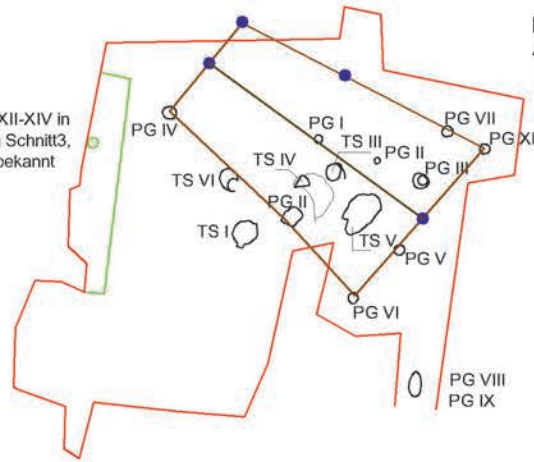 XII-XIV in
Schnitt3,
bekannt
PG VII
PG I
PG IV
TS III
PG XI
PG II
TS IV
PG III
TS VI
PG II
TS I
TS V
PG V
PG VI
PG VIII
PG IX